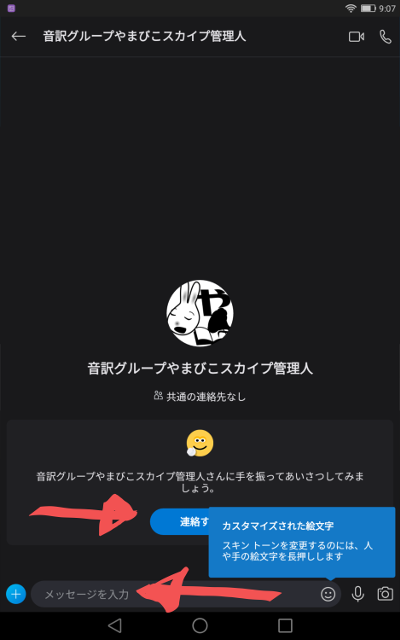 9:07
音訳グループやまびこスカイプ管理人
や
音訳グループやまびこスカイプ管理人
共通の連絡先なし
音訳グループやまびこスカイプ管理人さんに手を振ってあいさつしてみま
しょう。
連絡す
カスタマイズされた絵文字
スキン トーンを変更するのには、人
や手の絵文字を長押しします
メッセージを入力